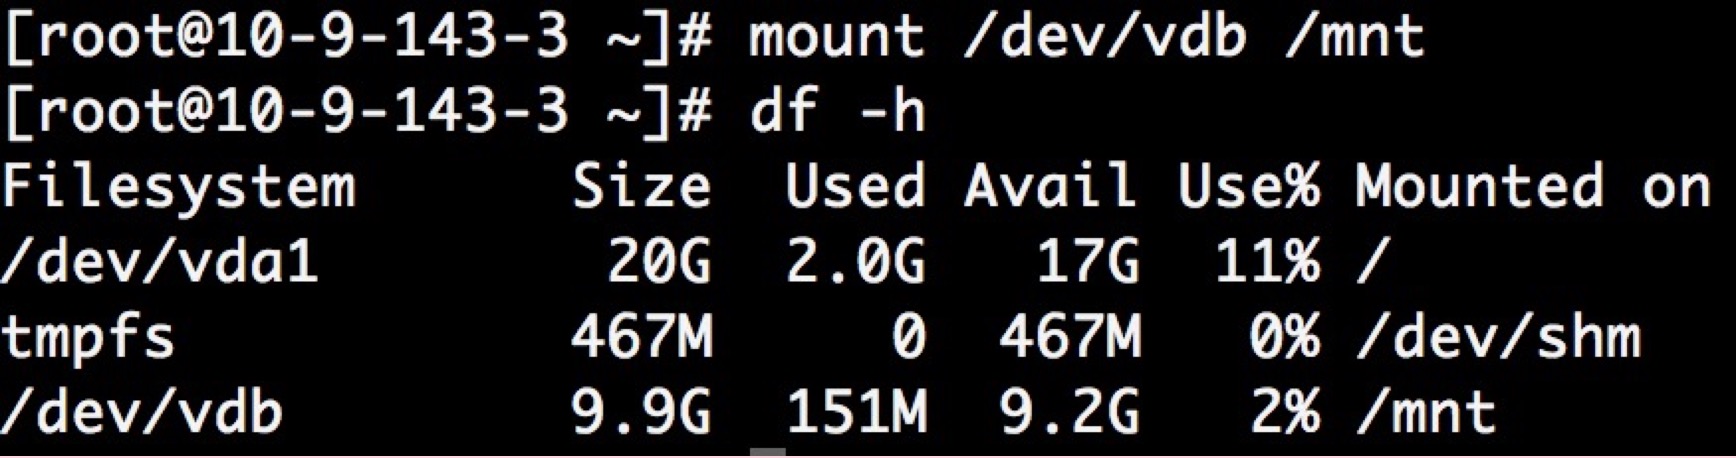 [root@10-9-143-3 ~]# mount /dev/vdb /mnt
[root@10-9-143-3 ~]# df -h
Filesystem      Size  Used Avail Use% Mounted on
/dev/vda1        20G  2.0G   17G  11% /
tmpfs           467M     0  467M   0% /dev/shm
/dev/vdb        9.9G  151M  9.2G   2% /mnt